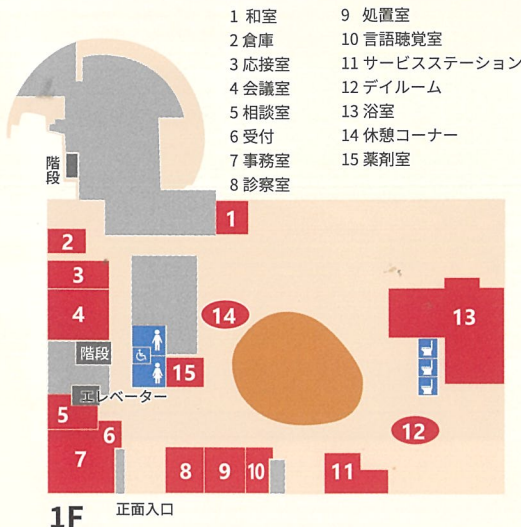 1 和室
2 倉庫
3 応接室
4 会議室
5 相談室
6 受付
7 事務室
8 診察室
9 処置室
10 言語聴覚室
11 サービスステーション
12 デイルーム
13 浴室
14 休憩コーナー
15 薬剤室
階段
1
2
3
4
14
13
階段
15
エレベーター
5
6
12
7
8
9
10
11
正面入口
1F